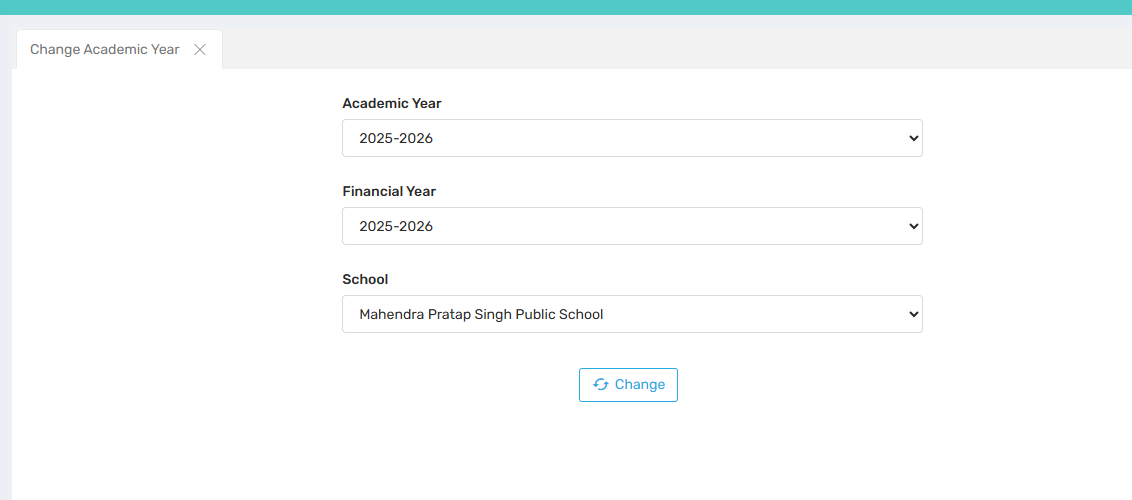 Change Academic Year
Academic Year
2025-2026
Financial Year
2025-2026
School
Mahendra Pratap Singh Public School
Change